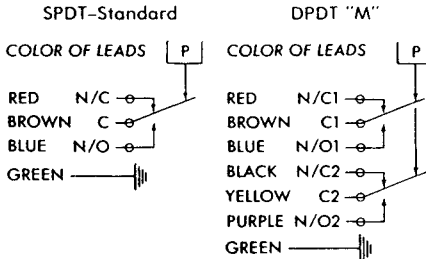 SPDT-Standard
COLOR OF LEADS P
RED N/C
BROWN C
BLUE N/O
GREEN
DPDT "M"
COLOR OF LEADS P
RED N/C1
BROWN C1
BLUE N/O1
BLACK N/C2
YELLOW C2
PURPLE N/O2
GREEN